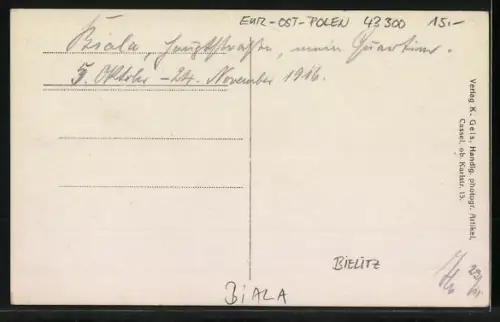 EUR-OST-POLEN 43300 15.-
Biala, Hauptstrasse, mein Quartier.
5. Oktober - 24. November 1916.
Verlag K. Geis, Handlg. photogr. Artikel,
Cassel, ob. Karlstr. 15.
BIELITZ
BiALA